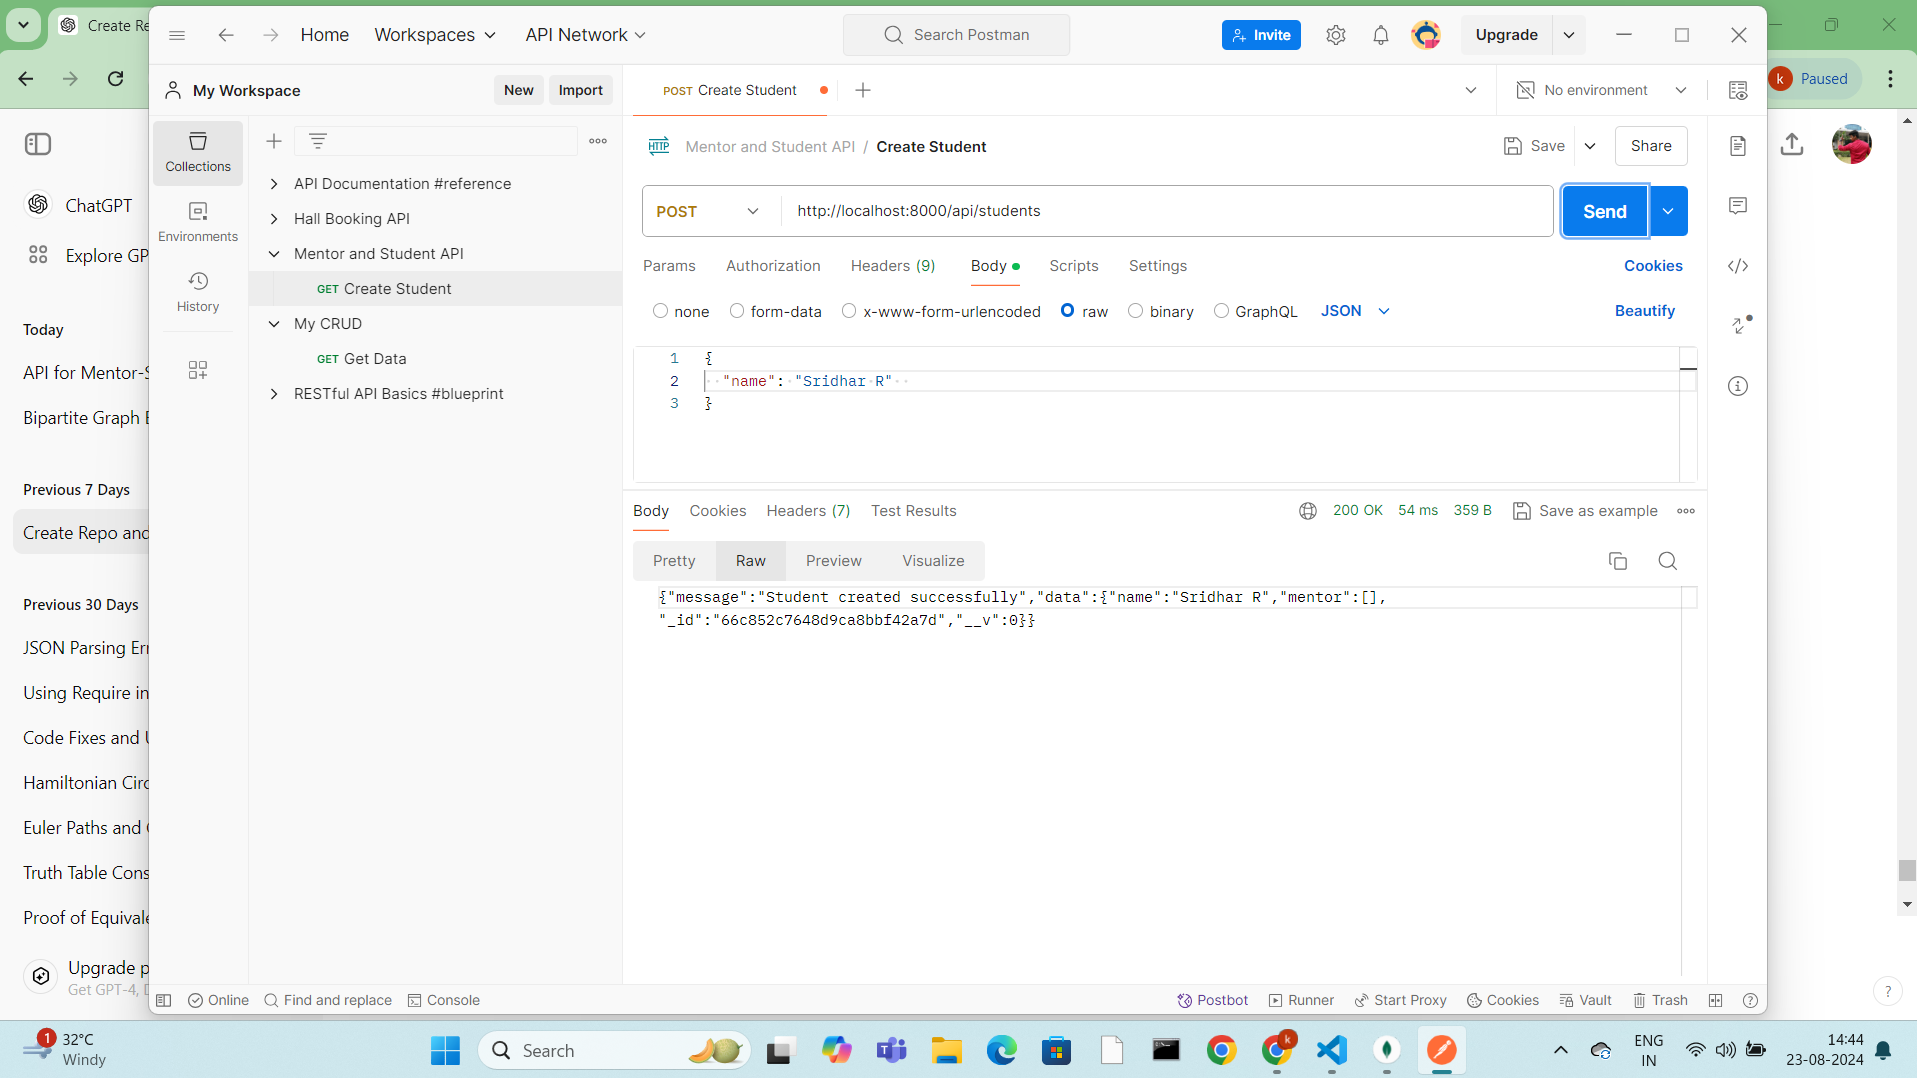 Create Re
Home
Workspaces
API Network
Search Postman
Invite
Upgrade
k
Paused
My Workspace
New
Import
POST Create Student
No environment
Collections
Environments
History
API Documentation #reference
Hall Booking API
Mentor and Student API
GET Create Student
My CRUD
GET Get Data
RESTful API Basics #blueprint
HTTP
Mentor and Student API / Create Student
Save
Share
POST
http://localhost:8000/api/students
Send
Params
Authorization
Headers (9)
Body
Scripts
Settings
Cookies
none
form-data
x-www-form-urlencoded
raw
binary
GraphQL
JSON
Beautify
1 {
2 "name": "Sridhar R"
3 }
Body
Cookies
Headers (7)
Test Results
200 OK
54 ms
359 B
Save as example
Pretty
Raw
Preview
Visualize
{"message":"Student created successfully","data":{"name":"Sridhar R","mentor":[],
"_id":"66c852c7648d9ca8bbf42a7d","__v":0}}
ChatGPT
Explore GP
Today
API for Mentor-S
Bipartite Graph E
Previous 7 Days
Create Repo and
Previous 30 Days
JSON Parsing Err
Using Require in
Code Fixes and U
Hamiltonian Circ
Euler Paths and
Truth Table Cons
Proof of Equivale
Upgrade p
Get GPT-4, D
Online
Find and replace
Console
Postbot
Runner
Start Proxy
Cookies
Vault
Trash
?
?
1
32°C
Windy
Search
k
ENG
IN
14:44
23-08-2024